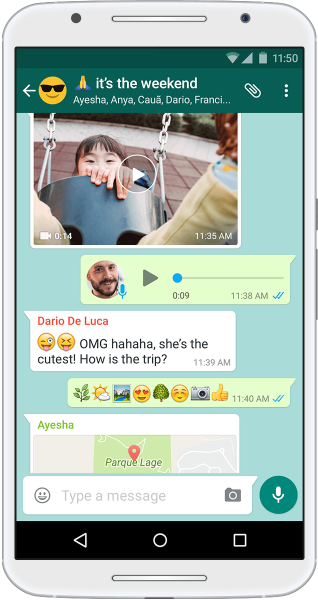 11:50
🙏 it's the weekend
Ayesha, Anya, Cauã, Dario, Franci...
0:14
11:35 AM
0:09
11:38 AM
Dario De Luca
😜😝 OMG hahaha, she's the
cutest! How is the trip?
11:39 AM
🌿🌤🏞😍🌳☺📷👍 11:40 AM
Ayesha
Parque Lage
Type a message